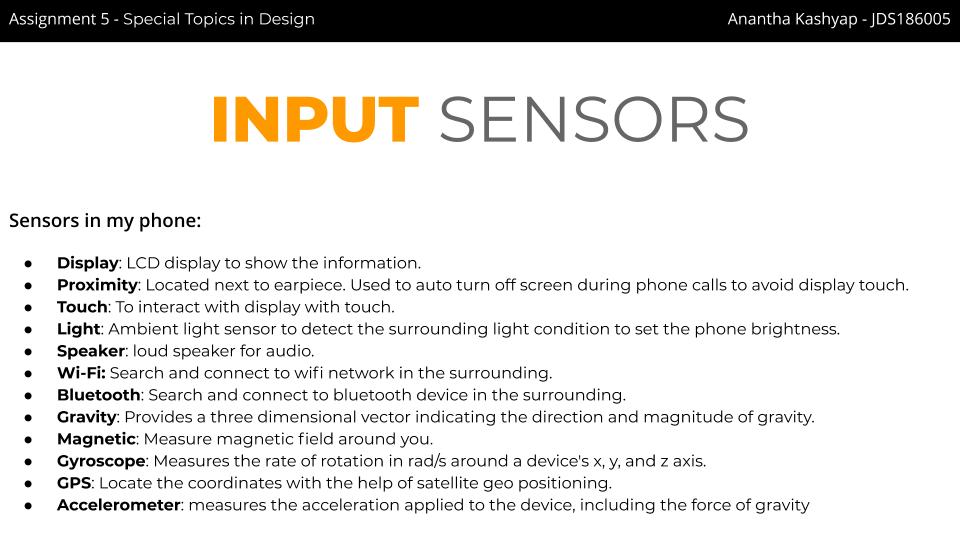 Assignment 5 - Special Topics in Design
Anantha Kashyap - JDS186005
INPUT SENSORS
Sensors in my phone:
● Display: LCD display to show the information.
● Proximity: Located next to earpiece. Used to auto turn off screen during phone calls to avoid display touch.
● Touch: To interact with display with touch.
● Light: Ambient light sensor to detect the surrounding light condition to set the phone brightness.
● Speaker: loud speaker for audio.
● Wi-Fi: Search and connect to wifi network in the surrounding.
● Bluetooth: Search and connect to bluetooth device in the surrounding.
● Gravity: Provides a three dimensional vector indicating the direction and magnitude of gravity.
● Magnetic: Measure magnetic field around you.
● Gyroscope: Measures the rate of rotation in rad/s around a device's x, y, and z axis.
● GPS: Locate the coordinates with the help of satellite geo positioning.
● Accelerometer: measures the acceleration applied to the device, including the force of gravity